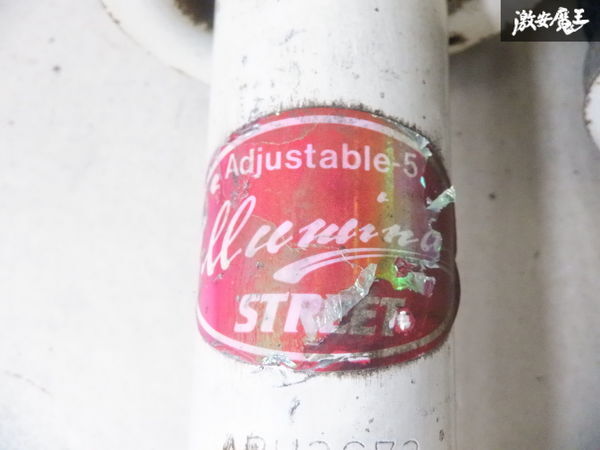 激安魔王
Adjustable-5
Illumina
STREET